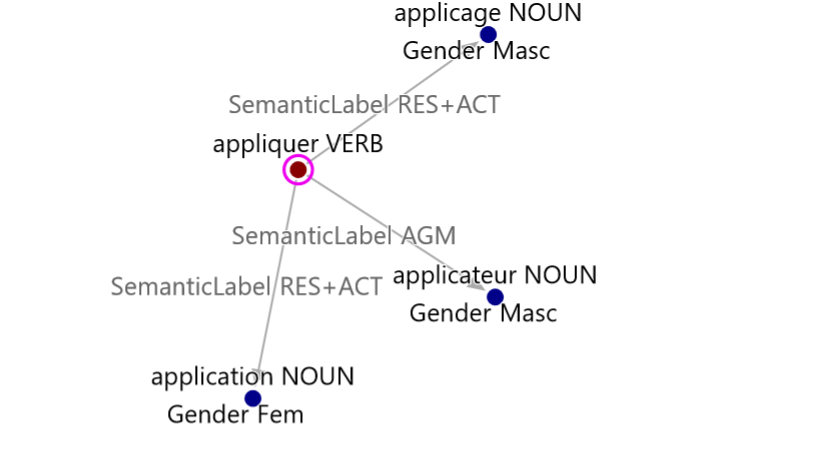 applicage NOUN
Gender Masc
SemanticLabel RES+ACT
appliquer VERB
SemanticLabel AGM
applicateur NOUN
SemanticLabel RES+ACT
Gender Masc
application NOUN
Gender Fem